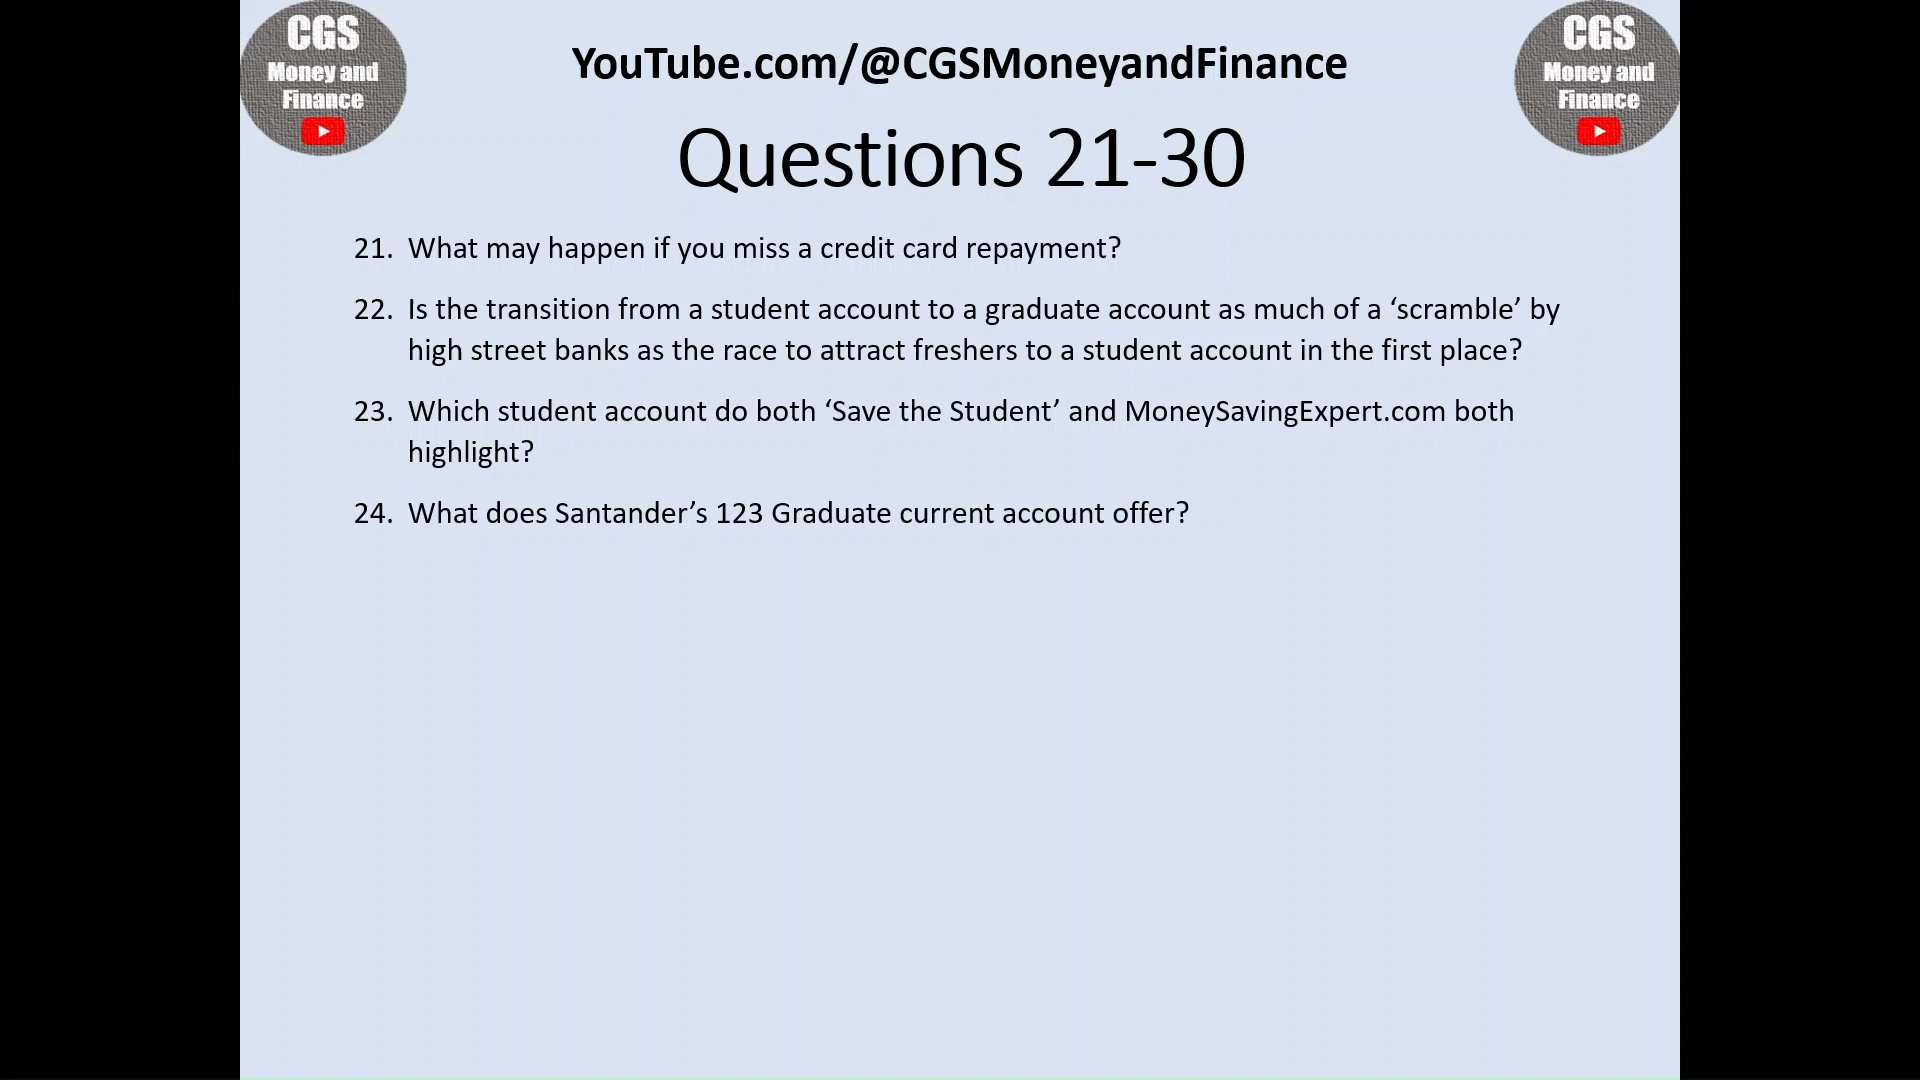 CGS
Money and
Finance
YouTube.com/@CGSMoneyandFinance
CGS
Money and
Finance
Questions 21-30
21. What may happen if you miss a credit card repayment?
22. Is the transition from a student account to a graduate account as much of a ‘scramble’ by
high street banks as the race to attract freshers to a student account in the first place?
23. Which student account do both ‘Save the Student’ and MoneySavingExpert.com both
highlight?
24. What does Santander’s 123 Graduate current account offer?